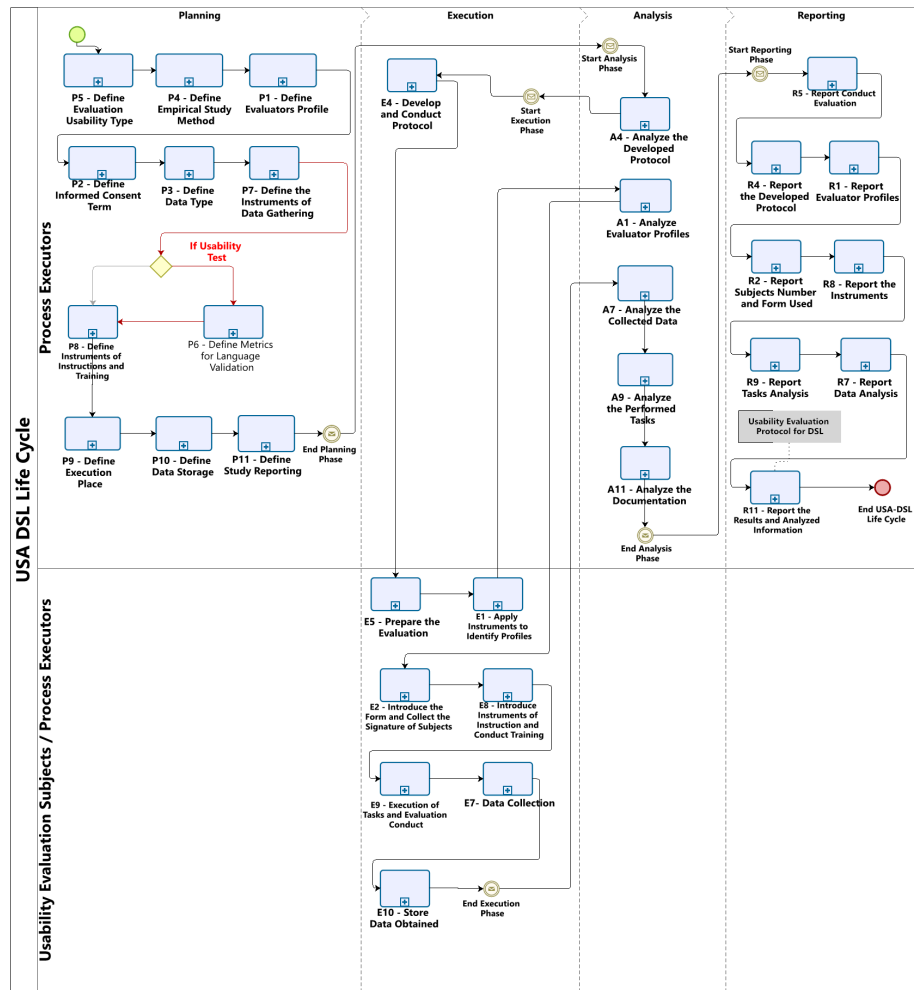 Planning
Execution
Analysis
Reporting
USA DSL Life Cycle
Process Executors
P5 - Define
Evaluation
Usability Type
P4 - Define
Empirical Study
Method
P1 - Define
Evaluators Profile
P2 - Define
Informed Consent
Term
P3 - Define
Data Type
P7- Define the
Instruments of
Data Gathering
If Usability
Test
P8 - Define
Instruments of
Instructions and
Training
P6 - Define Metrics
for Language
Validation
P9 - Define
Execution
Place
P10 - Define
Data Storage
P11 - Define
Study Reporting
End Planning
Phase
E4 - Develop
and Conduct
Protocol
Start
Execution
Phase
Start Analysis
Phase
A4 - Analyze the
Developed
Protocol
A1 - Analyze
Evaluator Profiles
A7 - Analyze the
Collected Data
A9 - Analyze
the Performed
Tasks
A11 - Analyze the
Documentation
End Analysis
Phase
Start Reporting
Phase
R5 - Report Conduct
Evaluation
R4 - Report
the Developed
Protocol
R1 - Report
Evaluator Profiles
R2 - Report
Subjects Number
and Form Used
R8 - Report the
Instruments
R9 - Report
Tasks Analysis
R7 - Report
Data Analysis
Usability Evaluation
Protocol for DSL
R11 - Report the
Results and Analyzed
Information
End USA-DSL
Life Cycle
Usability Evaluation Subjects / Process Executors
E5 - Prepare the
Evaluation
E1 - Apply
Instruments to
Identify Profiles
E2 - Introduce the
Form and Collect the
Signature of Subjects
E8 - Introduce
Instruments of
Instruction and
Conduct Training
E9 - Execution of
Tasks and Evaluation
Conduct
E7- Data Collection
E10 - Store
Data Obtained
End Execution
Phase